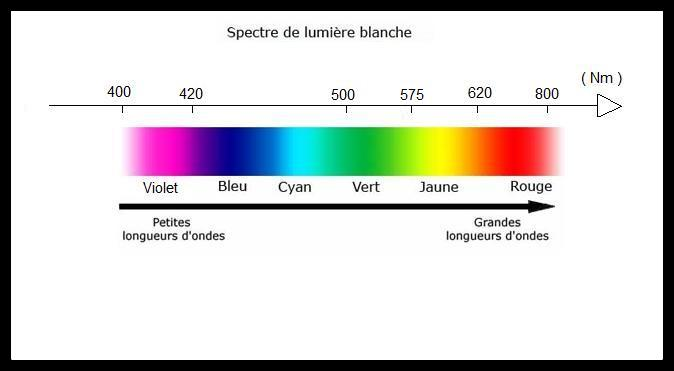 Spectre de lumière blanche
( Nm )
400 420 500 575 620 800
Violet Bleu Cyan Vert Jaune Rouge
Petites
longueurs d'ondes
Grandes
longueurs d'ondes